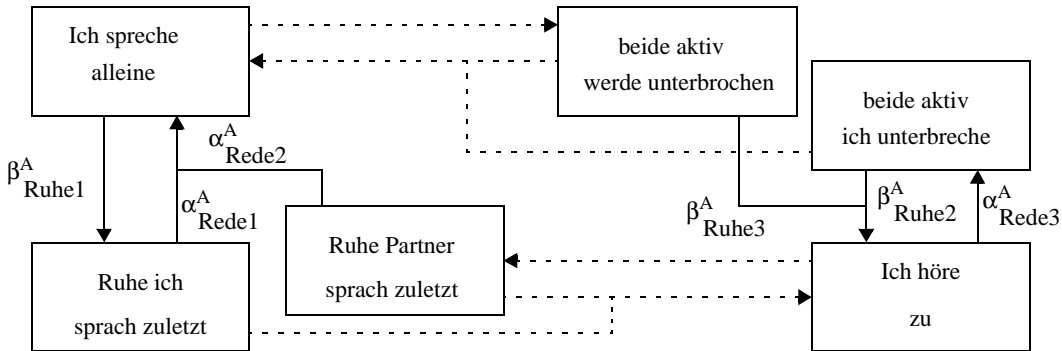 Ich spreche
alleine
beide aktiv
werde unterbrochen
beide aktiv
ich unterbreche
β^A_Ruhe1
α^A_Rede2
α^A_Rede1
β^A_Ruhe3
β^A_Ruhe2
α^A_Rede3
Ruhe ich
sprach zuletzt
Ruhe Partner
sprach zuletzt
Ich höre
zu